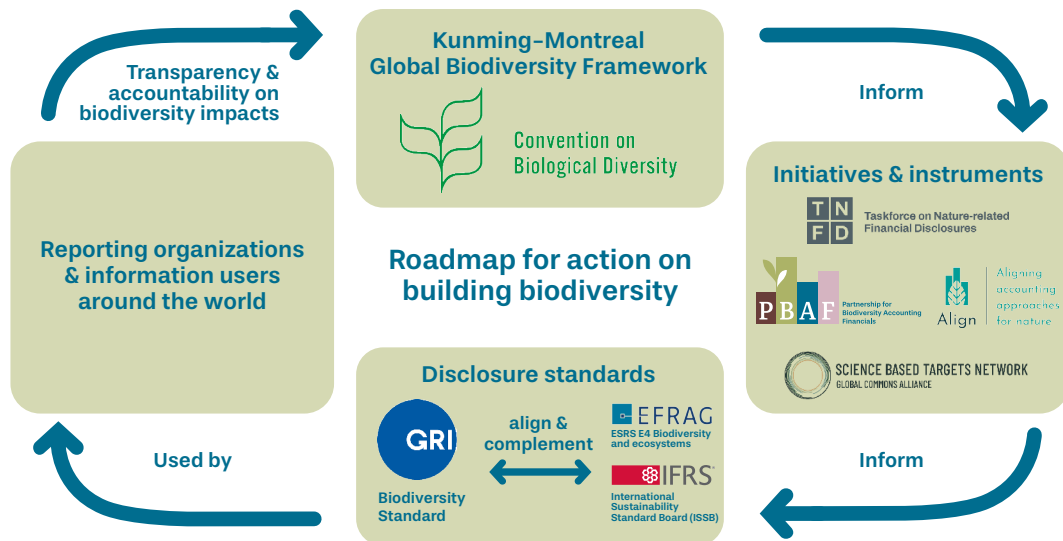 Kunming–Montreal
Global Biodiversity Framework
Convention on
Biological Diversity
Transparency &
accountability on
biodiversity impacts
Inform
Initiatives & instruments
TN
FD
Taskforce on Nature-related
Financial Disclosures
PBAF
Partnership for
Biodiversity Accounting
Financials
Align
Aligning
accounting
approaches
for nature
SCIENCE BASED TARGETS NETWORK
GLOBAL COMMONS ALLIANCE
Reporting organizations
& information users
around the world
Roadmap for action on
building biodiversity
Disclosure standards
GRI
Biodiversity
Standard
align &
complement
EFRAG
ESRS E4 Biodiversity
and ecosystems
IFRS
International
Sustainability
Standard Board (ISSB)
Used by
Inform